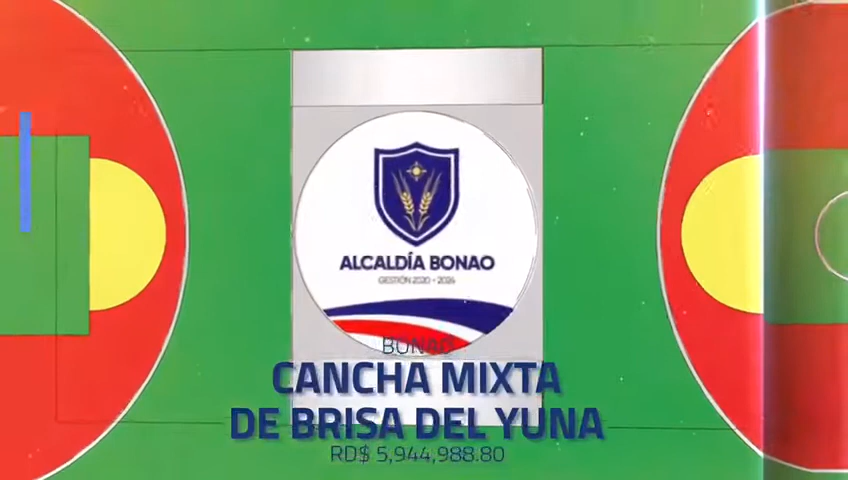 ALCALDÍA BONAO
GESTIÓN 2020 - 2024
BONAO
CANCHA MIXTA
DE BRISA DEL YUNA
RD$ 5,944,988.80